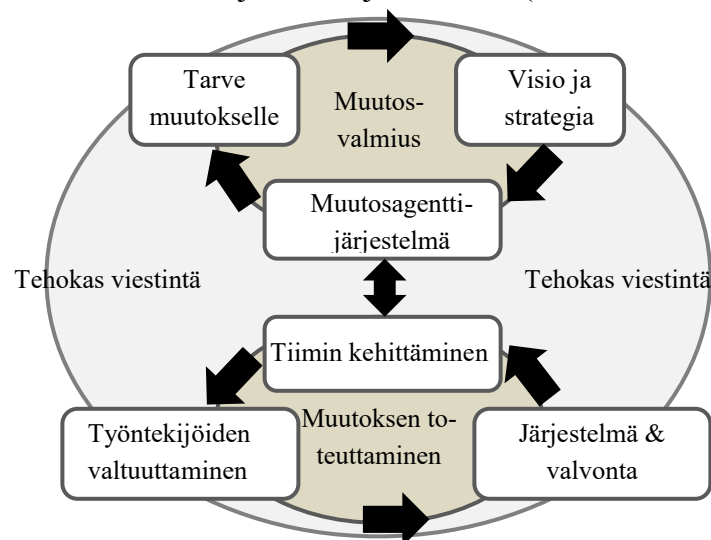 Tarve
muutokselle
Muutos-
valmius
Visio ja
strategia
Muutosagentti-
järjestelmä
Tehokas viestintä
Tehokas viestintä
Tiimin kehittäminen
Työntekijöiden
valtuuttaminen
Muutoksen to-
teuttaminen
Järjestelmä &
valvonta